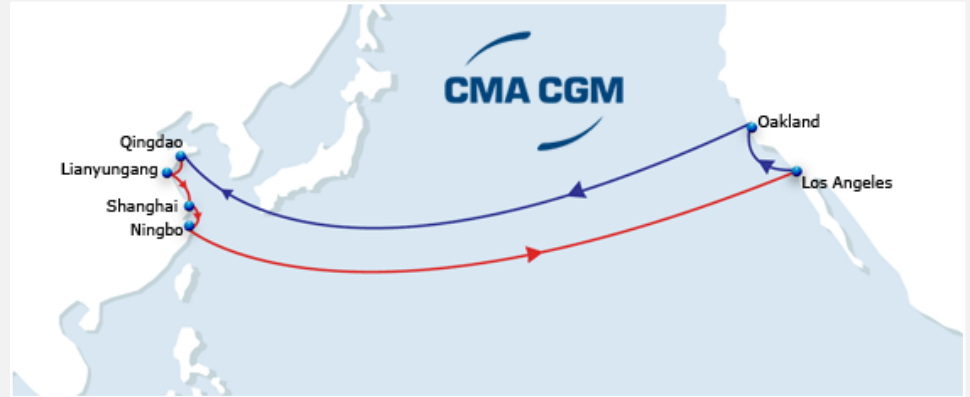 CMA CGM
Oakland
Qingdao
Lianyungang
Los Angeles
Shanghai
Ningbo